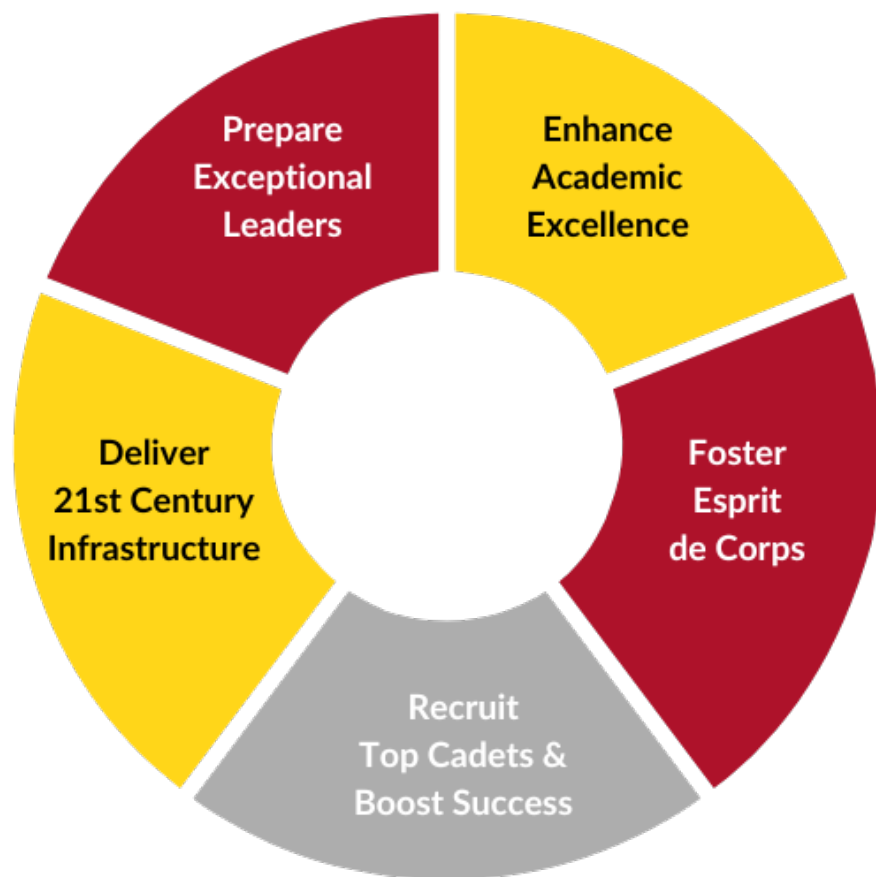 Prepare
Exceptional
Leaders
Enhance
Academic
Excellence
Deliver
21st Century
Infrastructure
Foster
Esprit
de Corps
Recruit
Top Cadets &
Boost Success